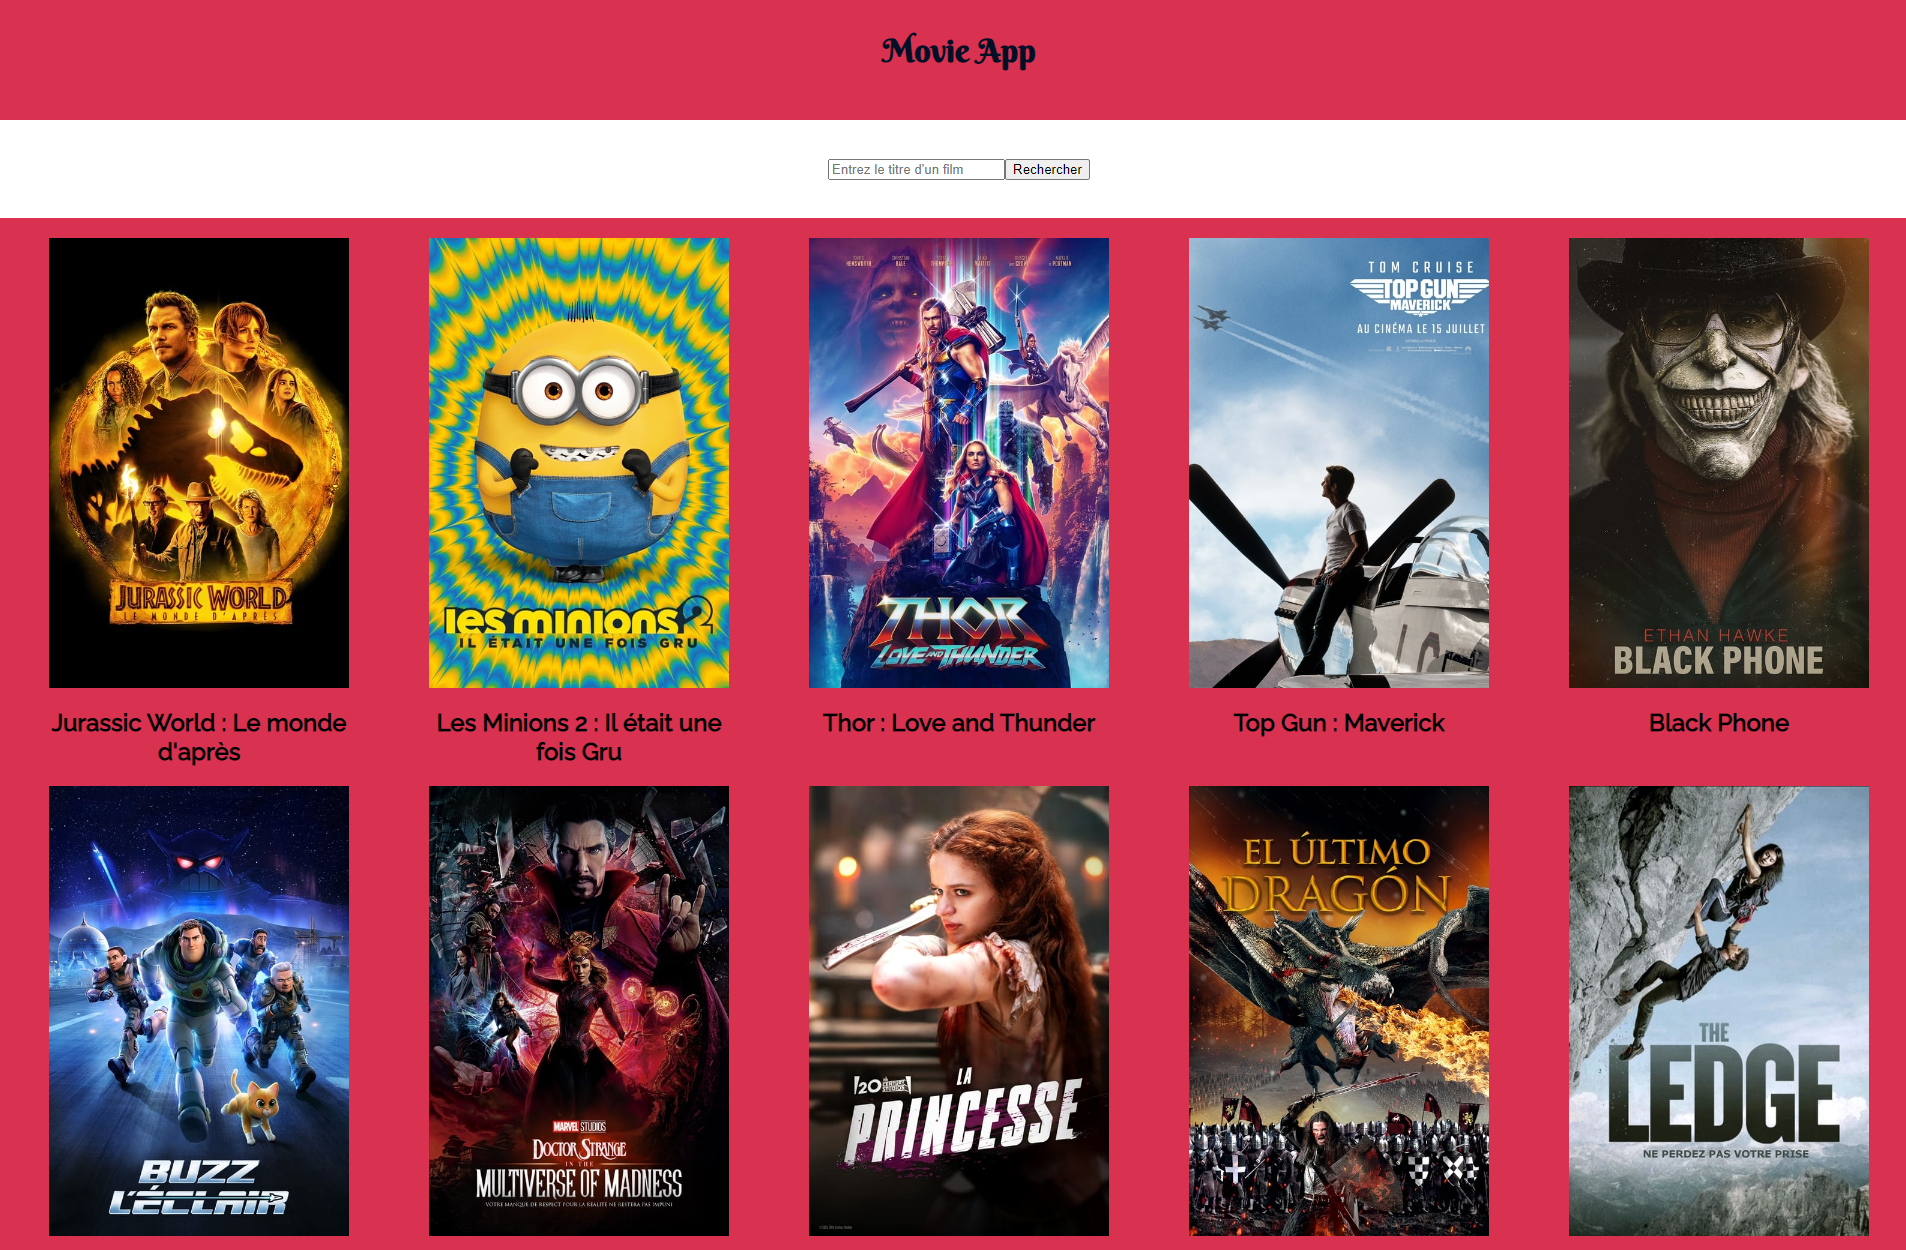 Movie App
Entrez le titre d'un film
Rechercher
JURASSIC WORLD
LE MONDE D'APRÈS
les minions 2
IL ÉTAIT UNE FOIS GRU
THOR
LOVE AND THUNDER
TOM CRUISE
TOP GUN
MAVERICK
AU CINÉMA LE 15 JUILLET
ETHAN HAWKE
BLACK PHONE
Jurassic World : Le monde
d'après
Les Minions 2 : Il était une
fois Gru
Thor : Love and Thunder
Top Gun : Maverick
Black Phone
BUZZ
L'ÉCLAIR
MARVEL STUDIOS
DOCTOR STRANGE
IN THE
MULTIVERSE OF MADNESS
VOTRE MANQUE DE RESPECT POUR LA RÉALITÉ NE RESTERA PAS IMPUNI
20 CENTURY STUDIOS
LA
PRINCESSE
EL ÚLTIMO
DRAGÓN
THE
LEDGE
NE PERDEZ PAS VOTRE PRISE